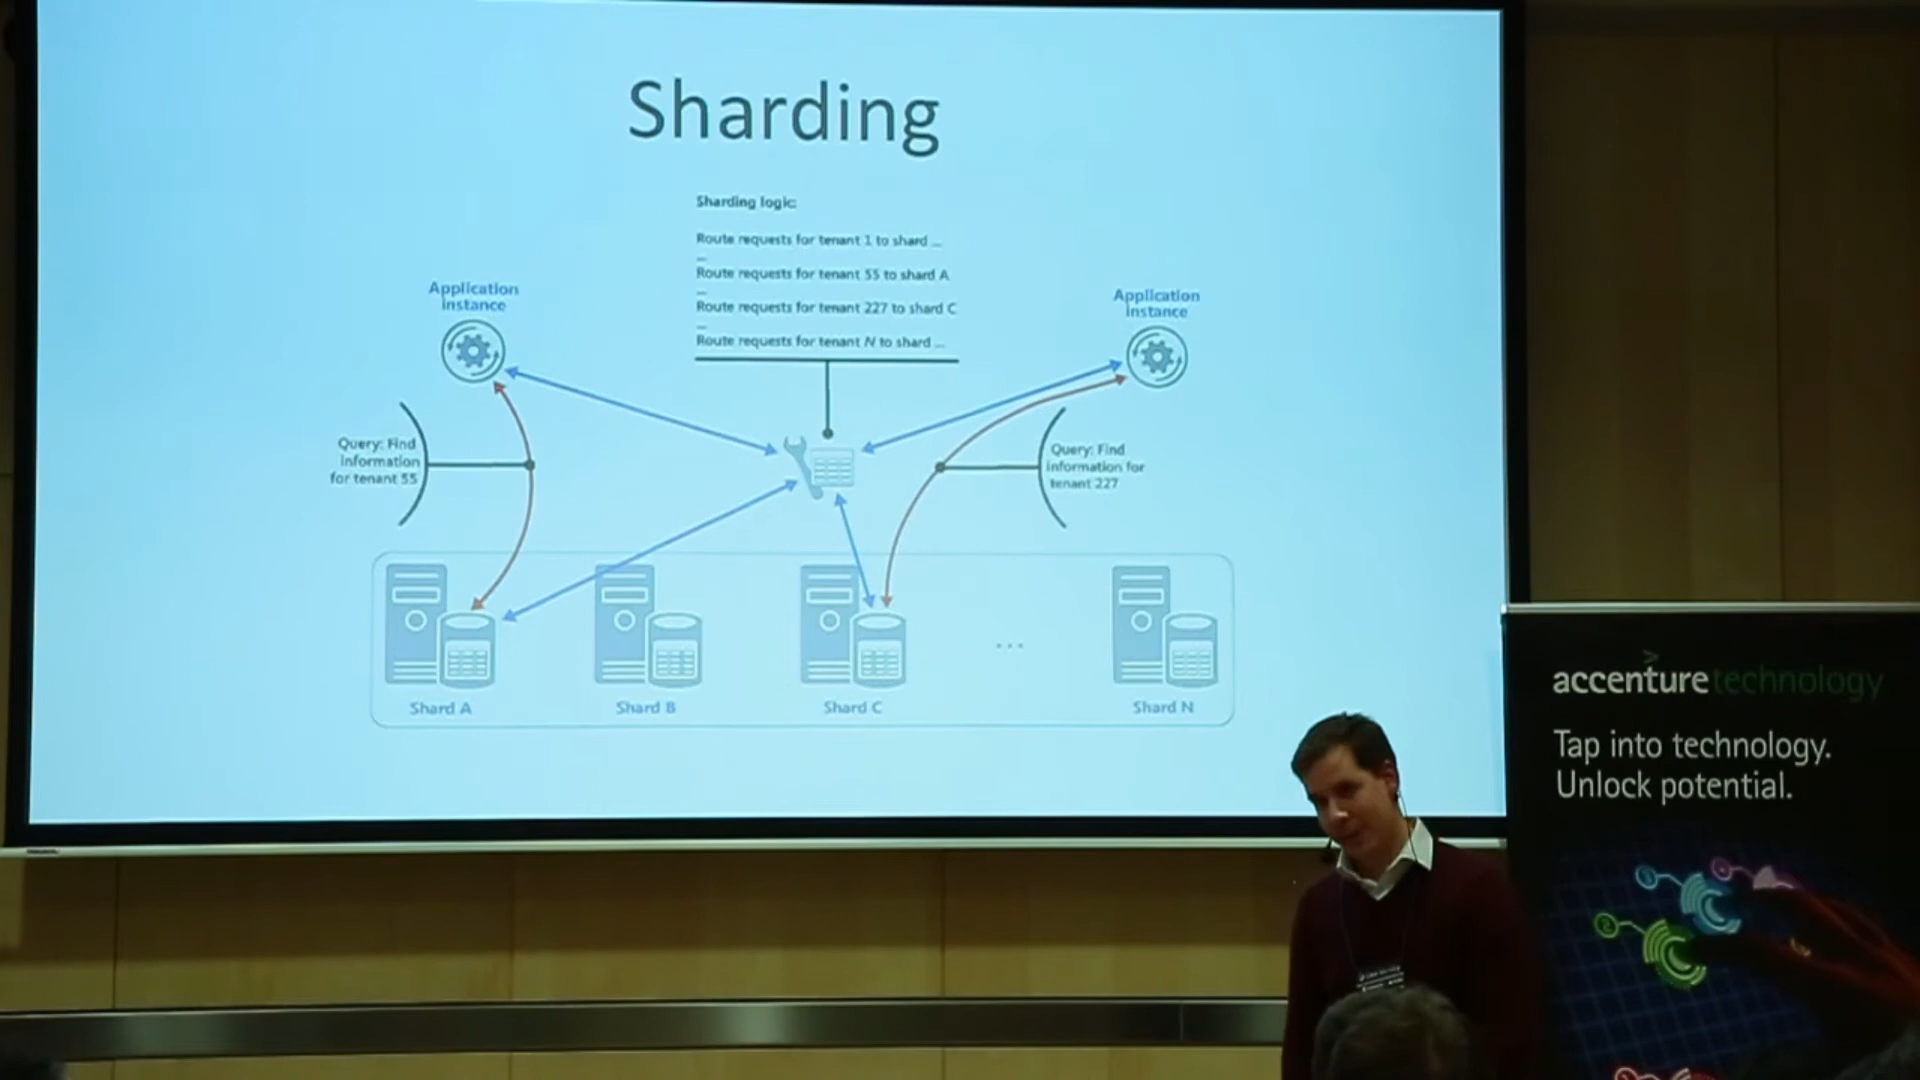 Sharding
Sharding logic:
Route requests for tenant 1 to shard ...
...
Route requests for tenant 55 to shard A
...
Route requests for tenant 227 to shard C
...
Route requests for tenant N to shard ...
Application
instance
Application
instance
Query: Find
information
for tenant 55
Query: Find
information for
tenant 227
Shard A
Shard B
Shard C
...
Shard N
accenturetechnology
>
Tap into technology.
Unlock potential.